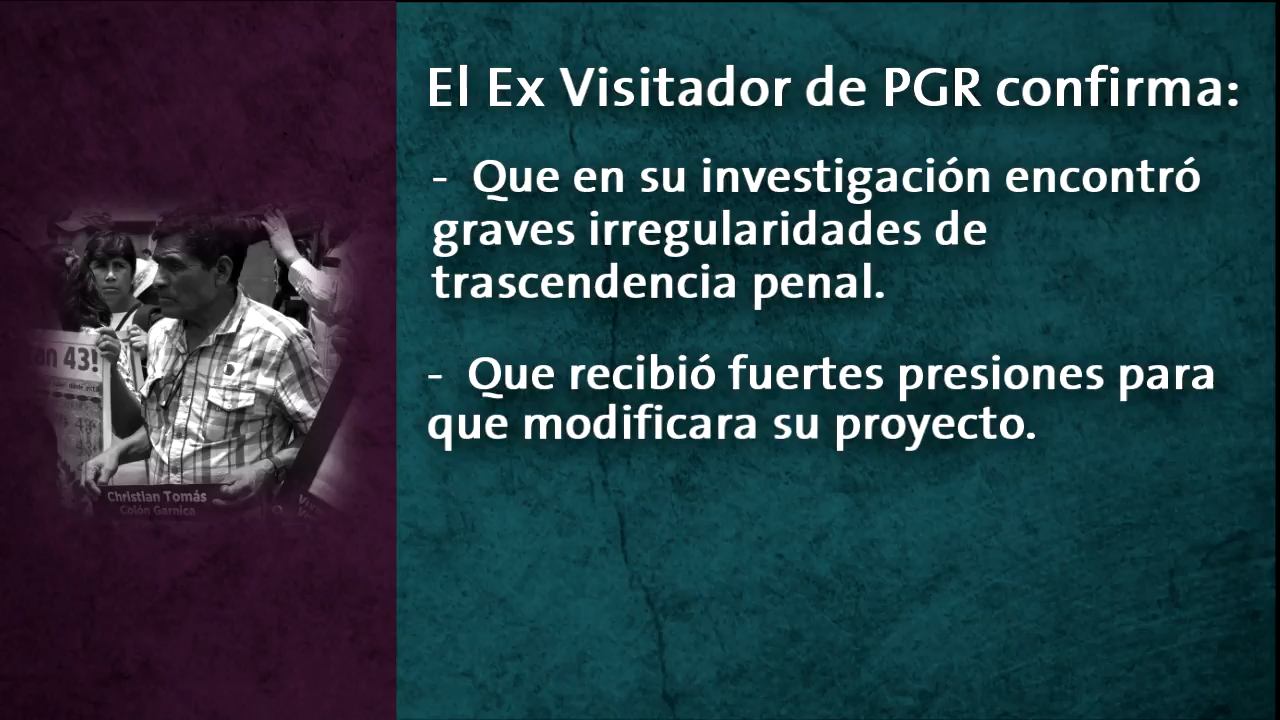 El Ex Visitador de PGR confirma:
- Que en su investigación encontró
graves irregularidades de
trascendencia penal.
- Que recibió fuertes presiones para
que modificara su proyecto.
an 43!
Christian Tomás
Colón Garnica